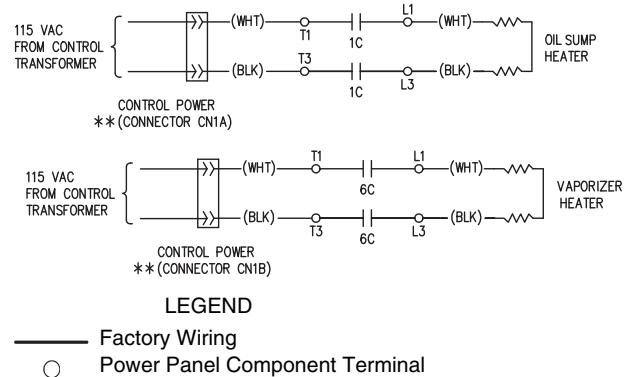 115 VAC
FROM CONTROL
TRANSFORMER
(WHT) T1 1C L1 (WHT)
(BLK) T3 1C L3 (BLK)
OIL SUMP
HEATER
CONTROL POWER
**(CONNECTOR CN1A)
115 VAC
FROM CONTROL
TRANSFORMER
(WHT) T1 6C L1 (WHT)
(BLK) T3 6C L3 (BLK)
VAPORIZER
HEATER
CONTROL POWER
**(CONNECTOR CN1B)
LEGEND
Factory Wiring
Power Panel Component Terminal